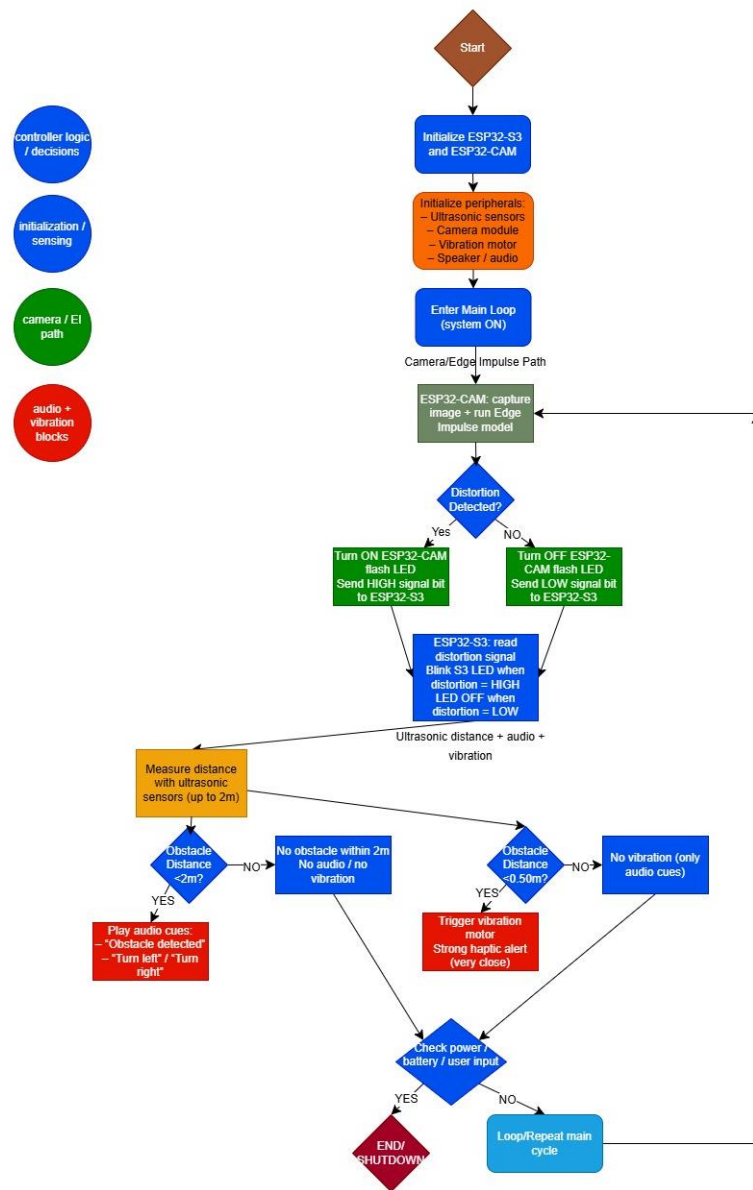 Start
controller logic
/ decisions
Initialize ESP32-S3
and ESP32-CAM
Initialize peripherals:
– Ultrasonic sensors
– Camera module
– Vibration motor
– Speaker / audio
initialization /
sensing
Enter Main Loop
(system ON)
camera / EI
path
Camera/Edge Impulse Path
audio +
vibration
blocks
ESP32-CAM: capture
image + run Edge
Impulse model
Distortion
Detected?
Yes
NO
Turn ON ESP32-CAM
flash LED
Send HIGH signal bit
to ESP32-S3
Turn OFF ESP32-
CAM flash LED
Send LOW signal bit
to ESP32-S3
ESP32-S3: read
distortion signal
Blink S3 LED when
distortion = HIGH
LED OFF when
distortion = LOW
Ultrasonic distance + audio +
vibration
Measure distance
with ultrasonic
sensors (up to 2m)
Obstacle
Distance
<2m?
NO
No obstacle within 2m
No audio / no
vibration
YES
Play audio cues:
– “Obstacle detected”
– “Turn left” / “Turn
right”
Obstacle
Distance
<0.50m?
NO
No vibration (only
audio cues)
YES
Trigger vibration
motor
Strong haptic alert
(very close)
Check power /
battery / user input
YES
NO
END/
SHUTDOWN
Loop/Repeat main
cycle